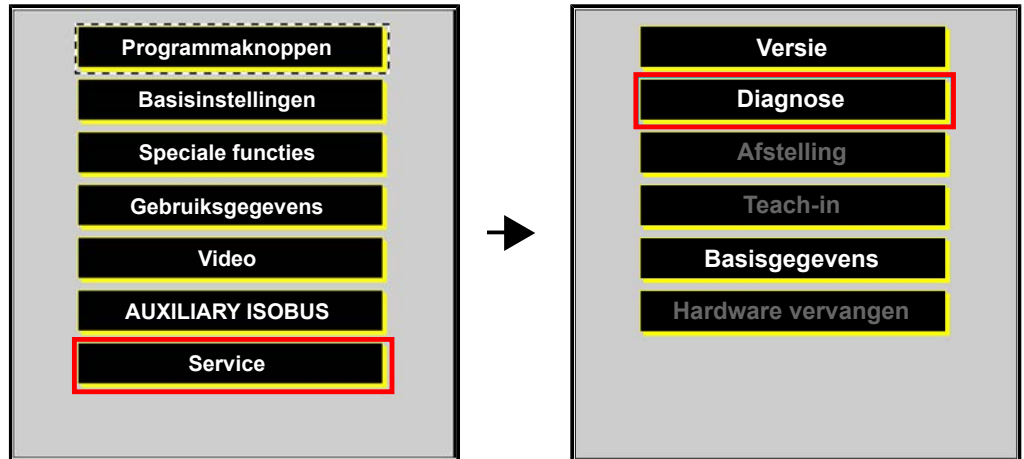 Programmaknoppen
Basisinstellingen
Speciale functies
Gebruiksgegevens
Video
AUXILIARY ISOBUS
Service
Versie
Diagnose
Afstelling
Teach-in
Basisgegevens
Hardware vervangen